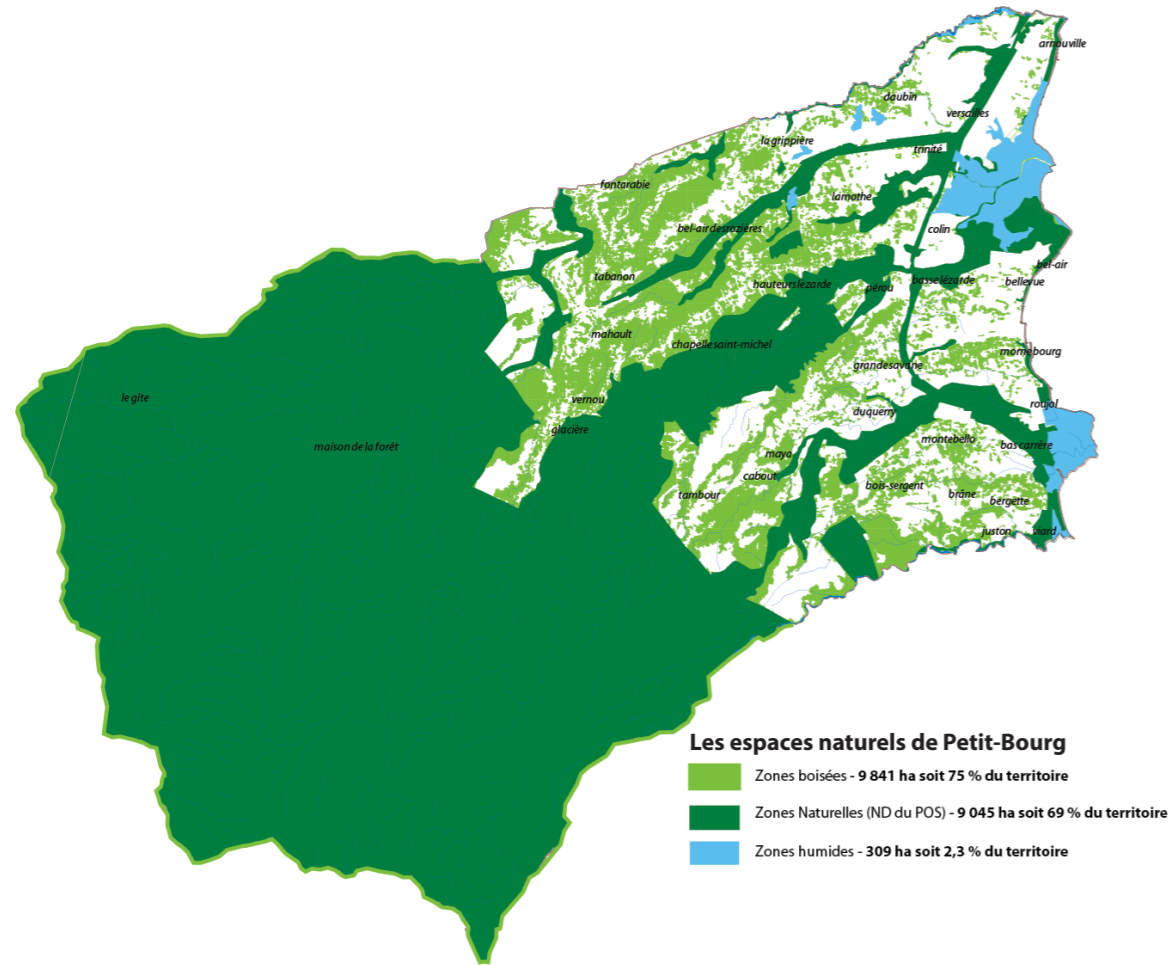 arnouville
daubin
versailles
la grippière
trinité
fontarabie
lamothe
bel-air desrozières
colin
bel-air
tabanon
hauteurs lézarde
pérou
basse lézarde
bellevue
mahault
chapelle saint-michel
morne bourg
grande savane
le gîte
vernou
roujol
duquerry
glacière
montebello
bas carrère
maison de la forêt
maya
cabout
bois-sergent
tambour
brâne
bergette
juston
viard
Les espaces naturels de Petit-Bourg
Zones boisées - 9 841 ha soit 75 % du territoire
Zones Naturelles (ND du POS) - 9 045 ha soit 69 % du territoire
Zones humides - 309 ha soit 2,3 % du territoire